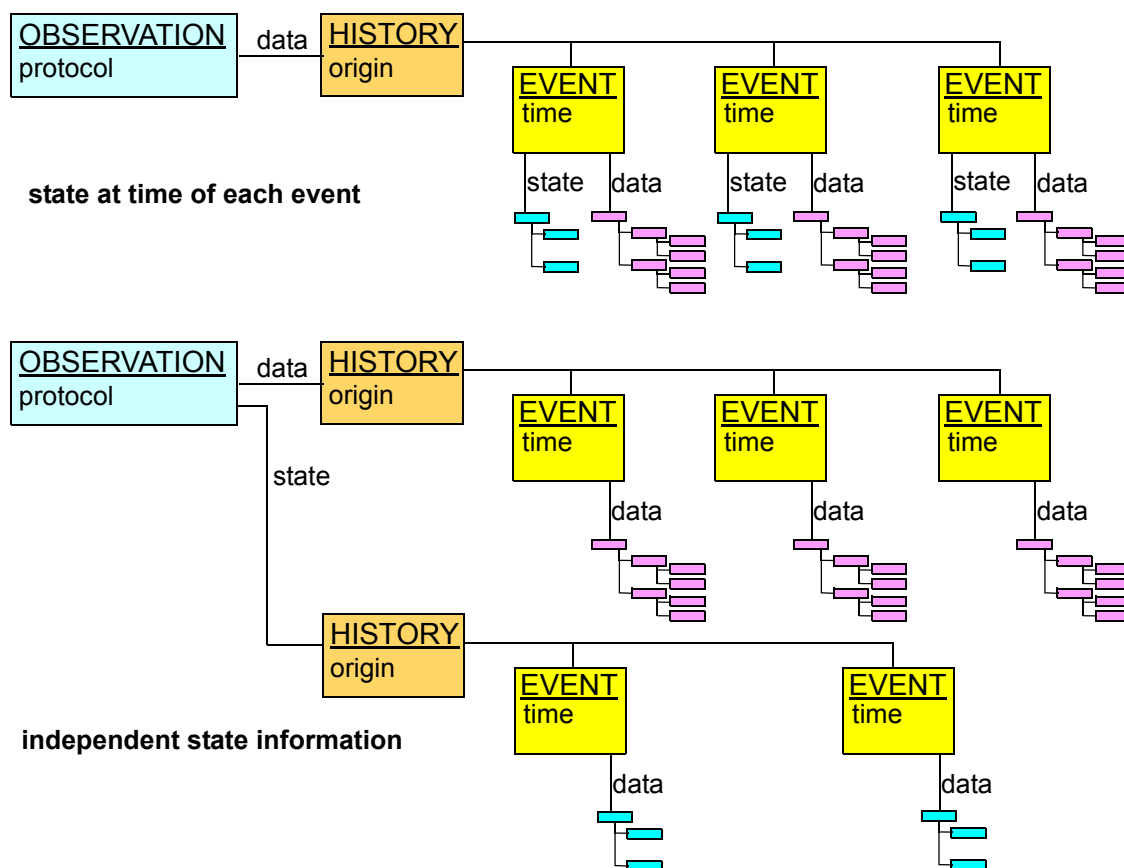 OBSERVATION
protocol
data
HISTORY
origin
EVENT
time
EVENT
time
EVENT
time
state
data
state
data
state
data
state at time of each event
OBSERVATION
protocol
data
HISTORY
origin
EVENT
time
EVENT
time
EVENT
time
state
data
data
data
HISTORY
origin
EVENT
time
EVENT
time
independent state information
data
data